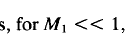 s, for M₁ << 1,